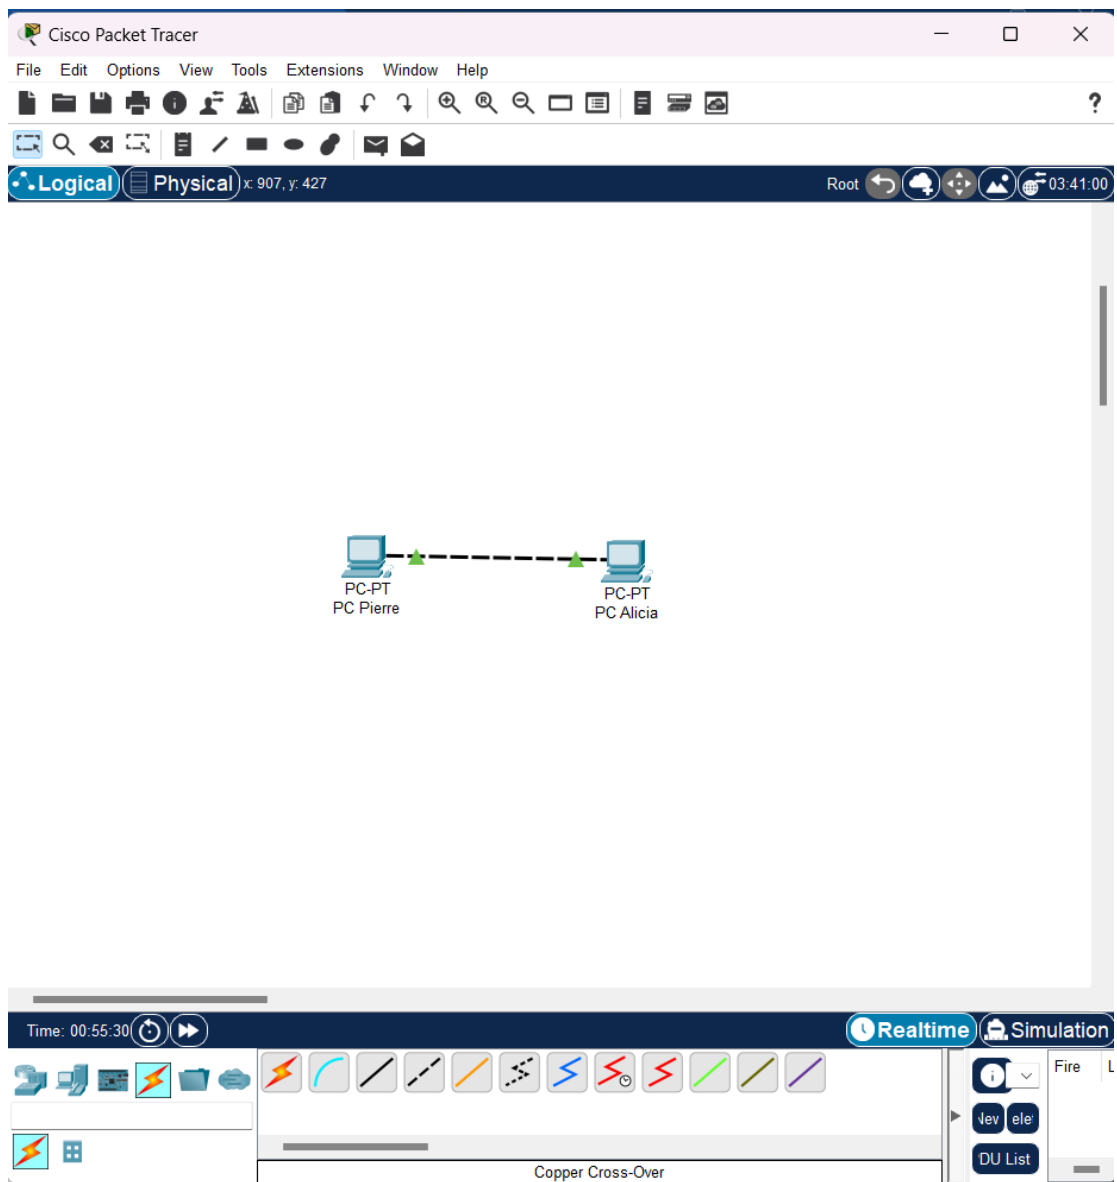 Cisco Packet Tracer
File Edit Options View Tools Extensions Window Help
?
Logical Physical x: 907, y: 427 Root 03:41:00
PC-PT
PC Pierre
PC-PT
PC Alicia
Time: 00:55:30 Realtime Simulation
Fire L
DU List
Copper Cross-Over